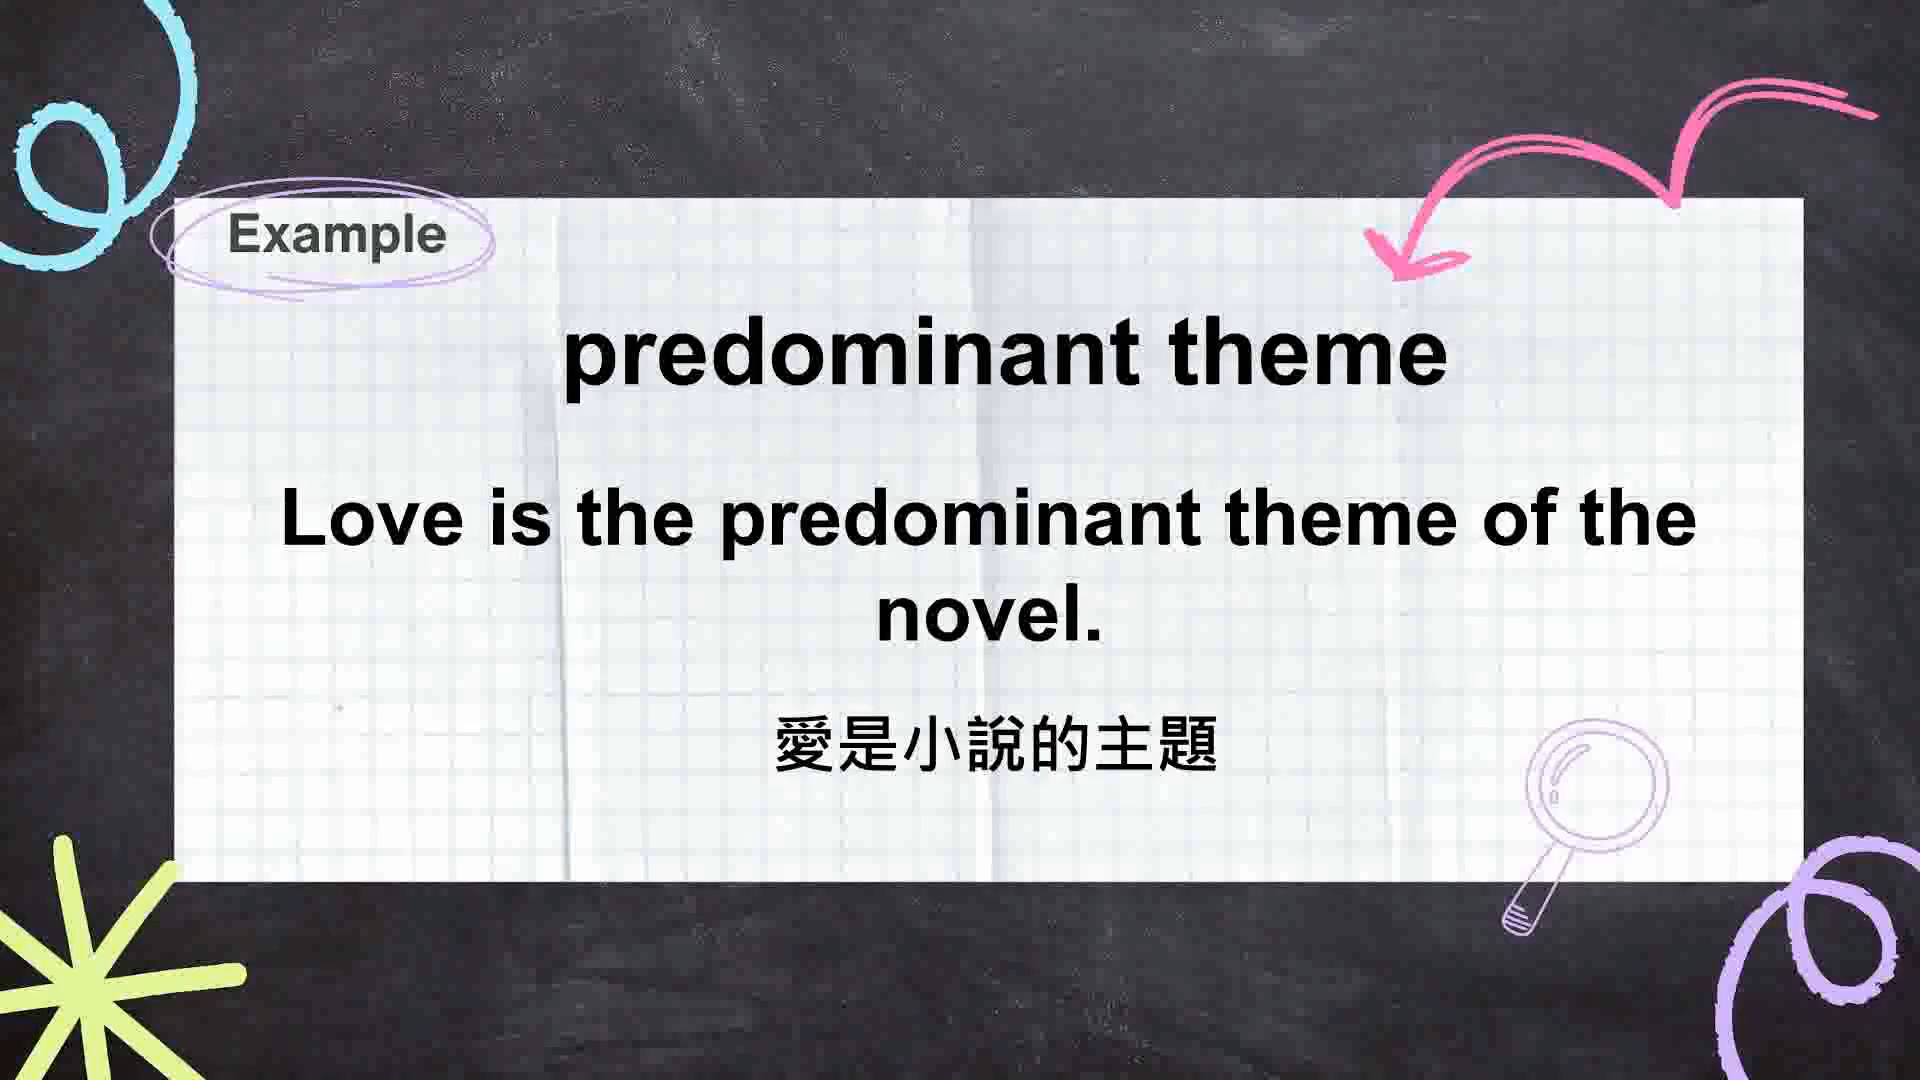 Example
predominant theme
Love is the predominant theme of the
novel.
愛是小說的主題